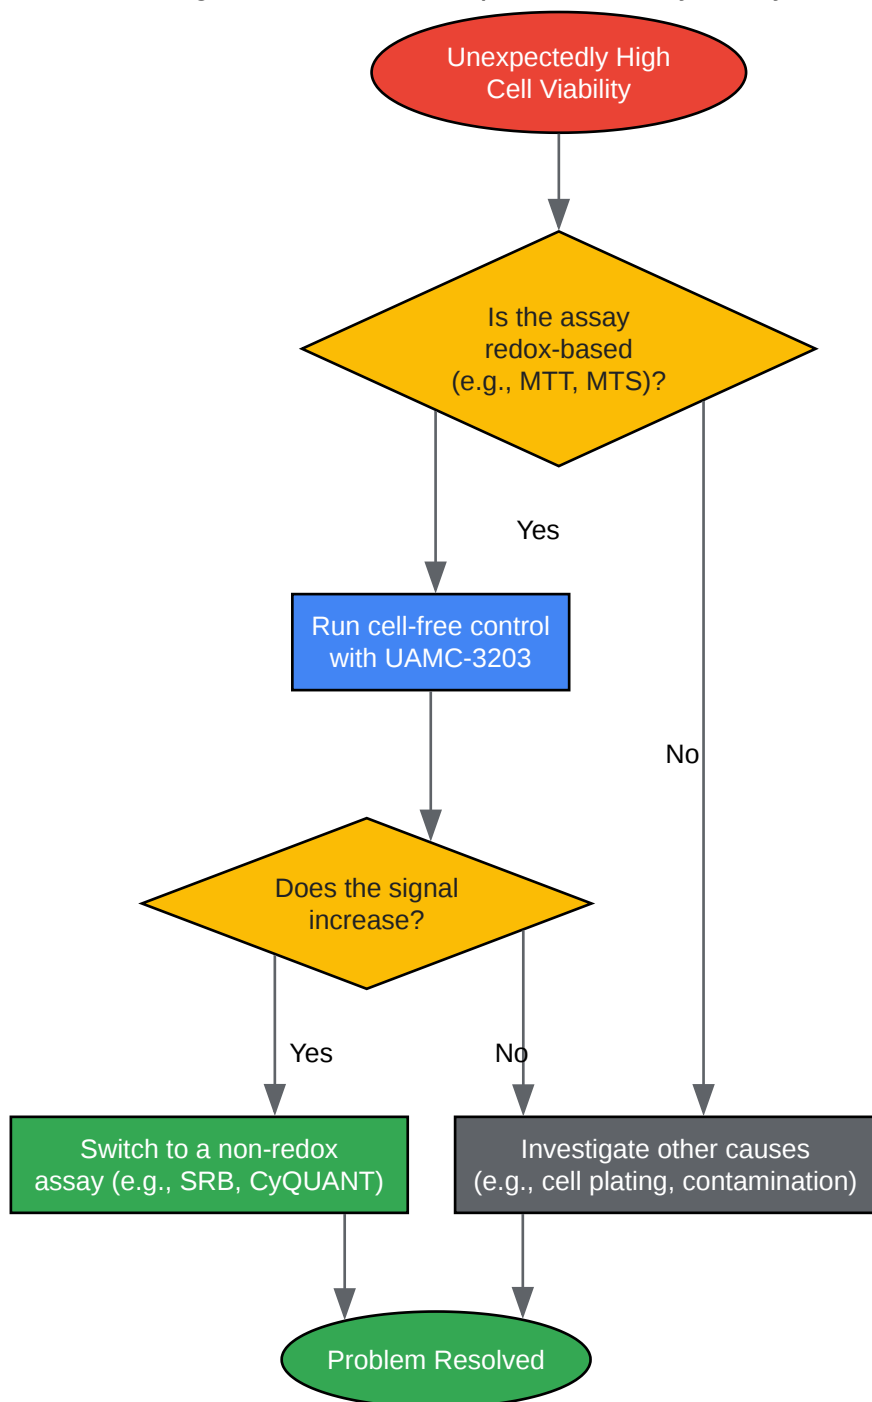 Unexpectedly High
Cell Viability
Is the assay
redox-based
(e.g., MTT, MTS)?
Yes
Run cell-free control
with UAMC-3203
No
Does the signal
increase?
Yes
No
Switch to a non-redox
assay (e.g., SRB, CyQUANT)
Investigate other causes
(e.g., cell plating, contamination)
Problem Resolved